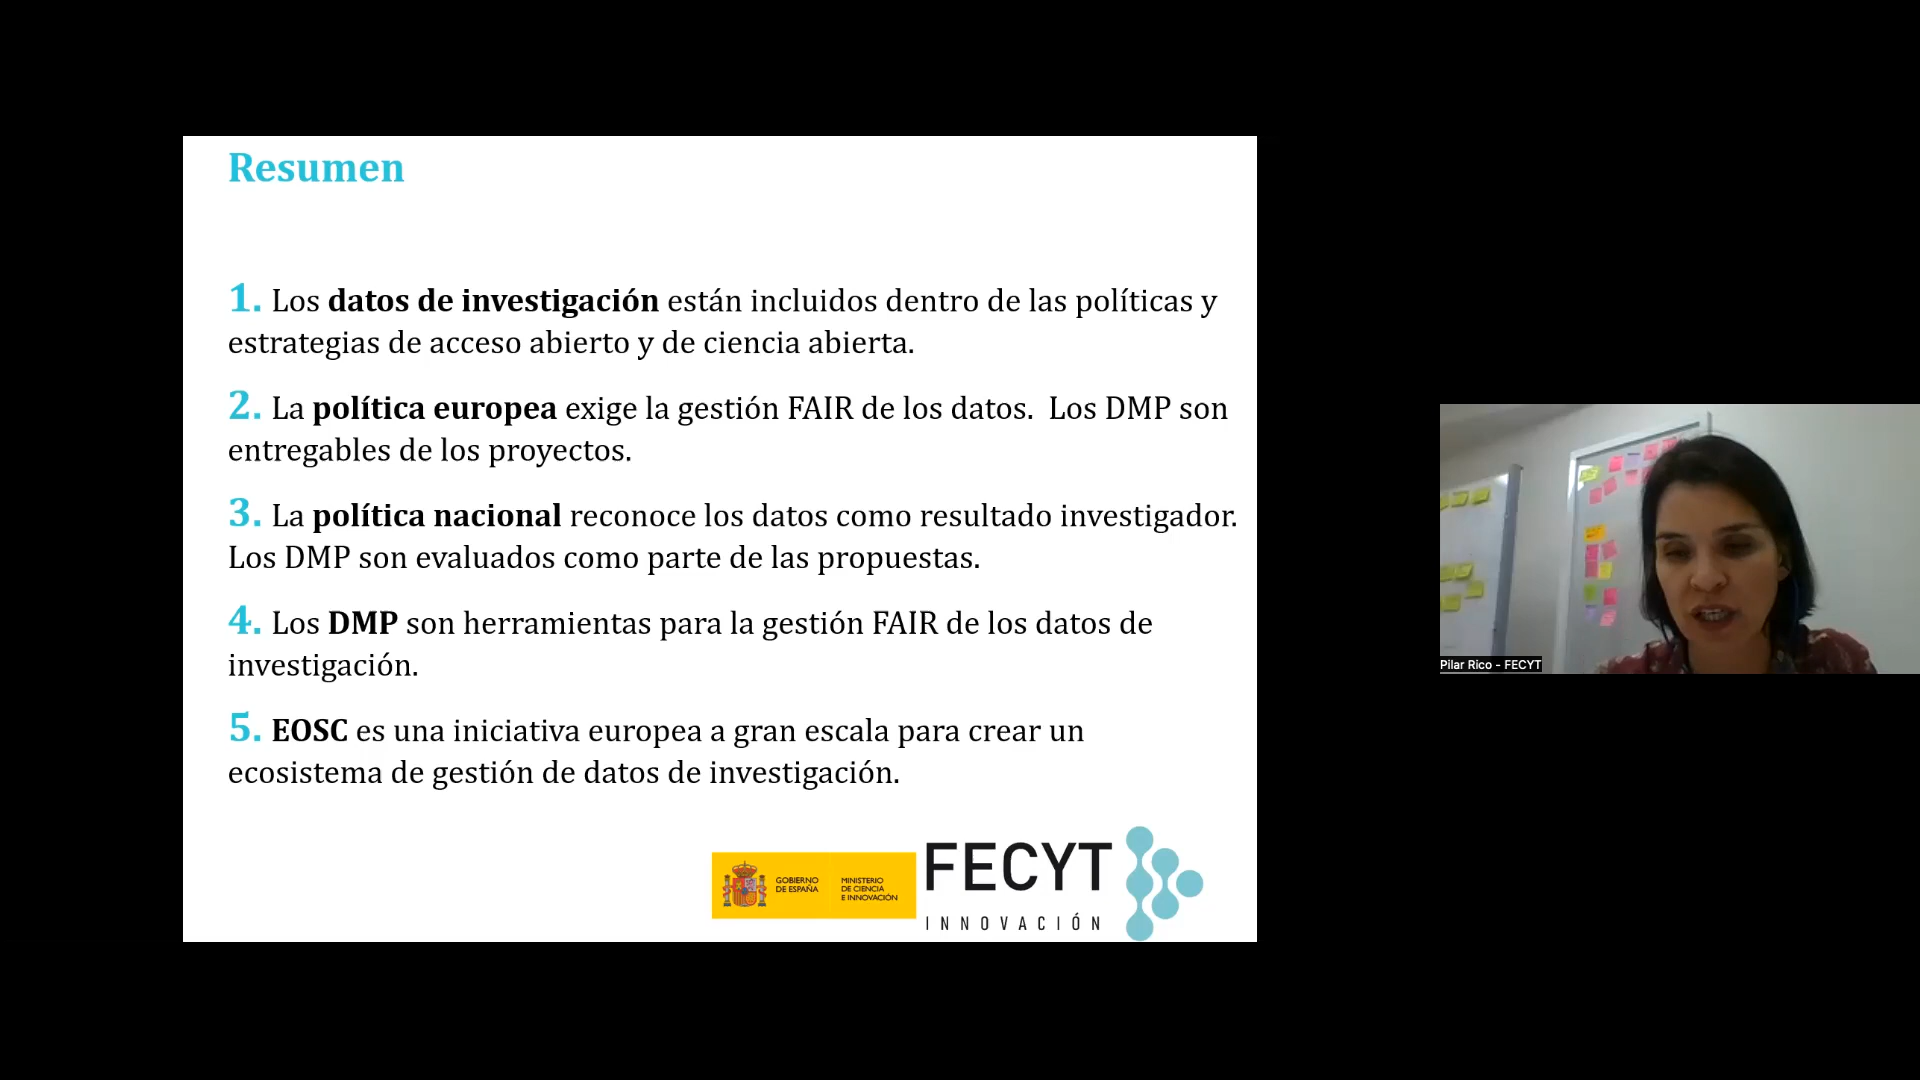 Resumen
1. Los datos de investigación están incluidos dentro de las políticas y
estrategias de acceso abierto y de ciencia abierta.
2. La política europea exige la gestión FAIR de los datos.  Los DMP son
entregables de los proyectos.
3. La política nacional reconoce los datos como resultado investigador.
Los DMP son evaluados como parte de las propuestas.
4. Los DMP son herramientas para la gestión FAIR de los datos de
investigación.
5. EOSC es una iniciativa europea a gran escala para crear un
ecosistema de gestión de datos de investigación.
GOBIERNO
DE ESPAÑA
MINISTERIO
DE CIENCIA
E INNOVACIÓN
FECYT
INNOVACIÓN
Pilar Rico - FECYT